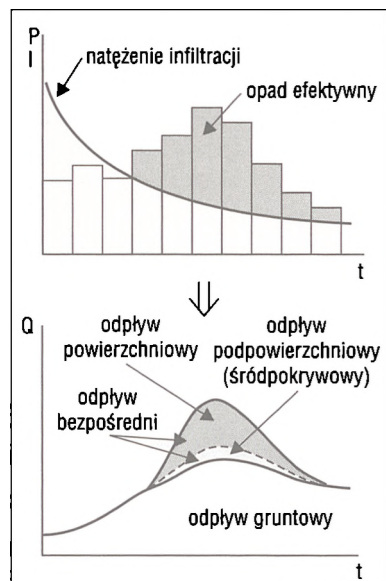 P
I
natężenie infiltracji
opad efektywny
t
Q
odpływ
powierzchniowy
odpływ
podpowierzchniowy
(śródpokrywowy)
odpływ
bezpośredni
odpływ gruntowy
t